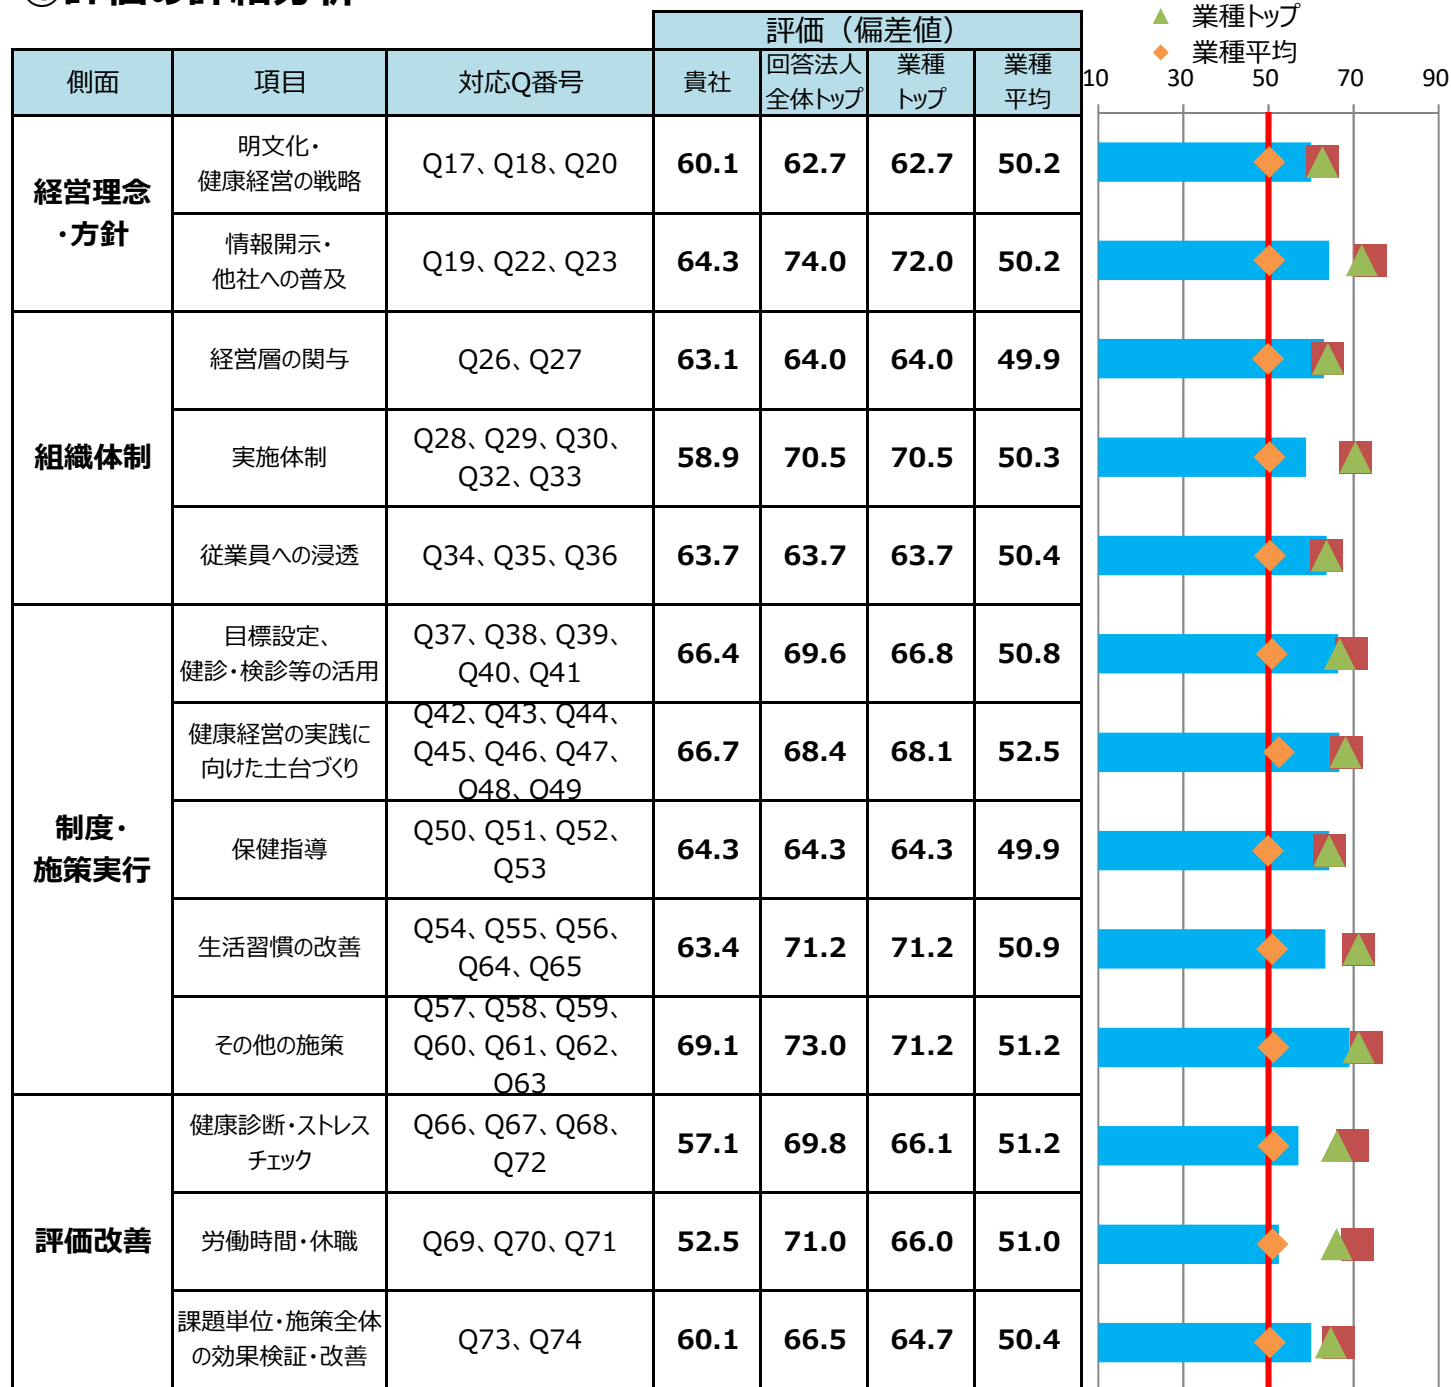 評価の詳細分析
▲ 業種トップ
◆ 業種平均
評価（偏差値）
側面 項目 対応Q番号 貴社 回答法人全体トップ 業種トップ 業種平均
10 30 50 70 90
経営理念
・方針
明文化・
健康経営の戦略
Q17、Q18、Q20 60.1 62.7 62.7 50.2
情報開示・
他社への普及
Q19、Q22、Q23 64.3 74.0 72.0 50.2
組織体制
経営層の関与 Q26、Q27 63.1 64.0 64.0 49.9
実施体制
Q28、Q29、Q30、
Q32、Q33
58.9 70.5 70.5 50.3
従業員への浸透 Q34、Q35、Q36 63.7 63.7 63.7 50.4
制度・
施策実行
目標設定、
健診・検診等の活用
Q37、Q38、Q39、
Q40、Q41
66.4 69.6 66.8 50.8
健康経営の実践に
向けた土台づくり
Q42、Q43、Q44、
Q45、Q46、Q47、
Q48、Q49
66.7 68.4 68.1 52.5
保健指導
Q50、Q51、Q52、
Q53
64.3 64.3 64.3 49.9
生活習慣の改善
Q54、Q55、Q56、
Q64、Q65
63.4 71.2 71.2 50.9
その他の施策
Q57、Q58、Q59、
Q60、Q61、Q62、
Q63
69.1 73.0 71.2 51.2
評価改善
健康診断・ストレス
チェック
Q66、Q67、Q68、
Q72
57.1 69.8 66.1 51.2
労働時間・休職 Q69、Q70、Q71 52.5 71.0 66.0 51.0
課題単位・施策全体
の効果検証・改善
Q73、Q74 60.1 66.5 64.7 50.4